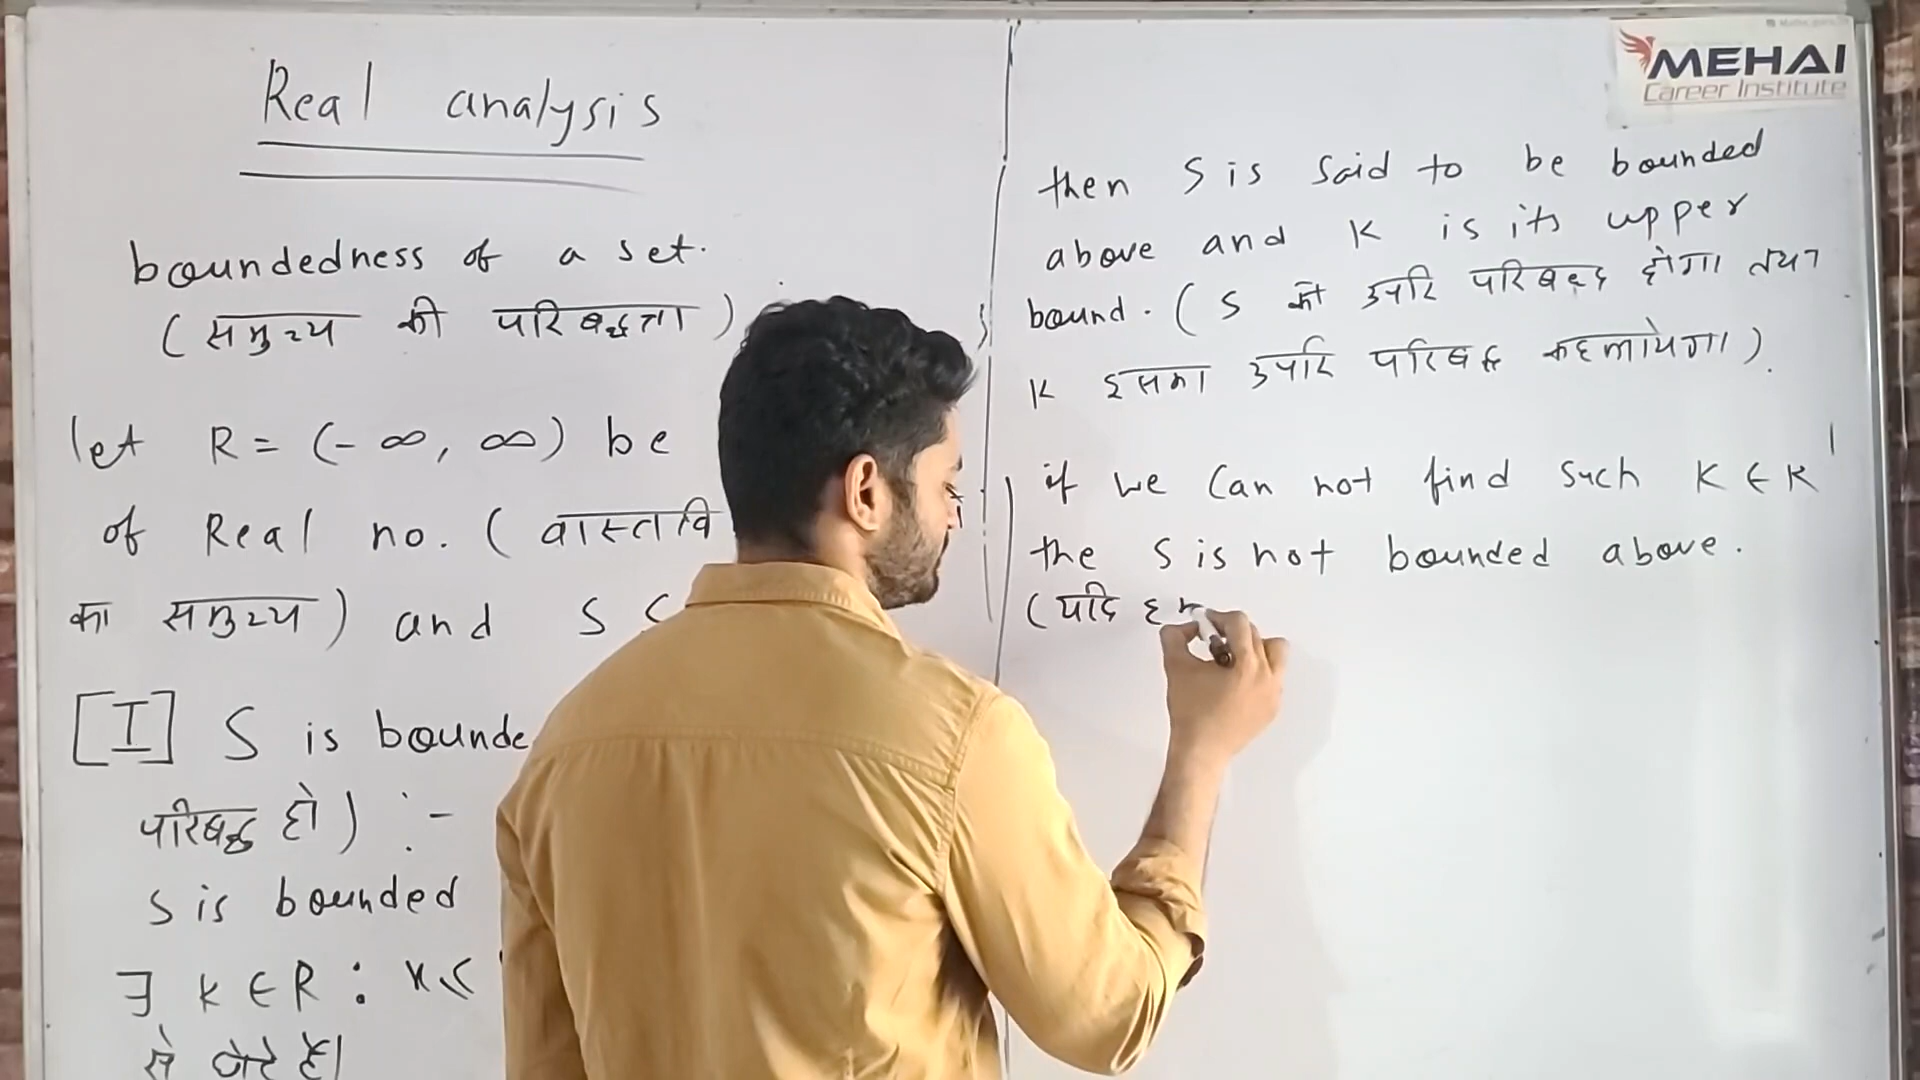 Real analysis
boundedness of a set.
(समुच्य की परिबद्धता)
let R = (-∞, ∞) be
of Real no. (वास्तवि
का समुच्य) and S
[I] S is bounde
परिबद्ध हो) :-
S is bounded
∃ K ∈ R : x ≤
से छोटे है।
MEHAI
Career Institute
then S is said to be bounded
above and K is its upper
bound. (S को उपरि परिबद्ध होगा तथा
K इसका उपरि परिबद्ध कहलायेगा).
if we can not find such K ∈ R
the S is not bounded above.
(यदि हम